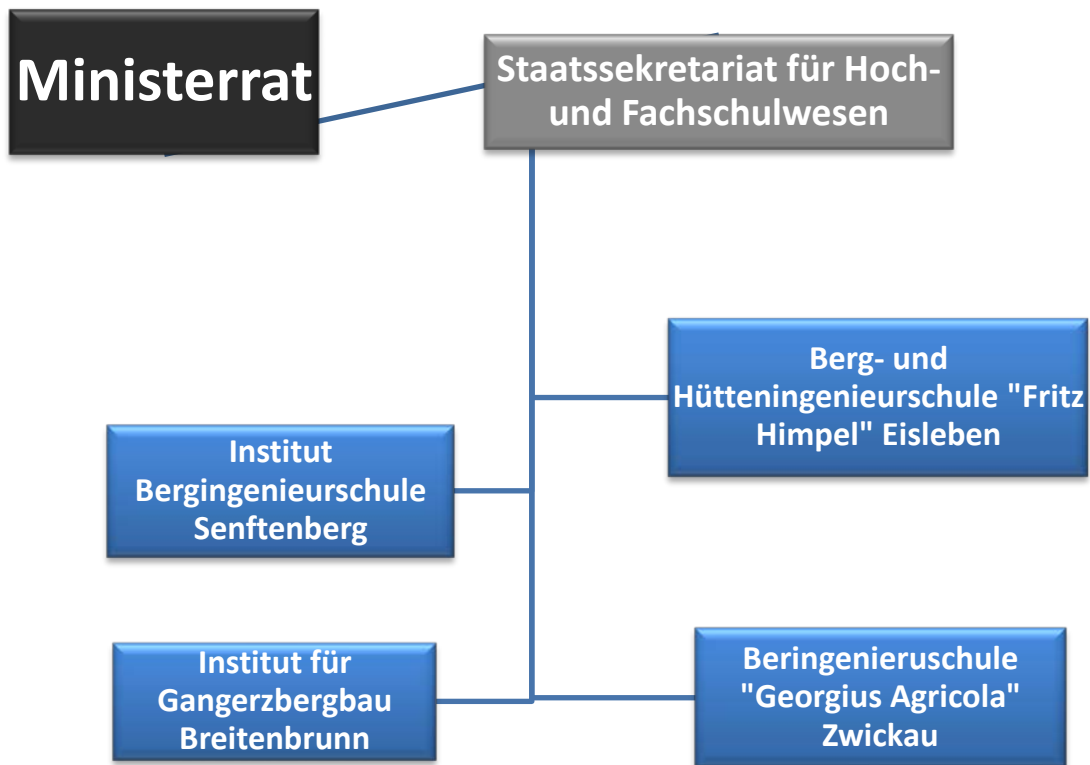 Ministerrat
Staatssekretariat für Hoch-
und Fachschulwesen
Berg- und
Hütteningenieurschule "Fritz
Himpel" Eisleben
Institut
Bergingenieurschule
Senftenberg
Institut für
Gangerzbergbau
Breitenbrunn
Beringenieruschule
"Georgius Agricola"
Zwickau